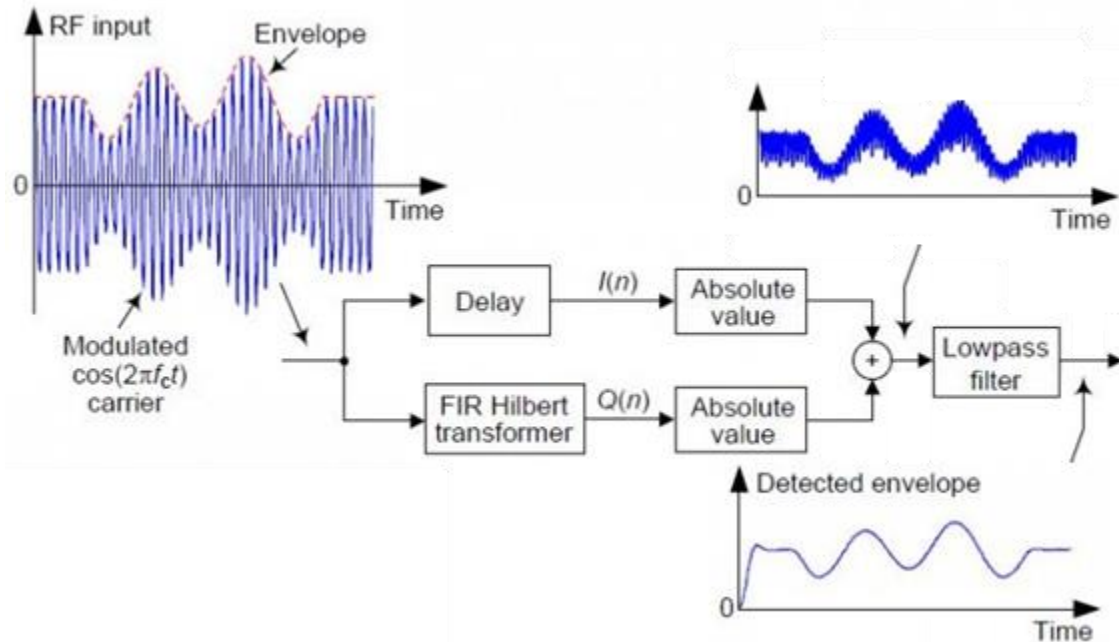 RF input
Envelope
0
Time
Modulated
cos(2πf_ct)
carrier
0
Time
Delay
I(n)
Absolute
value
+
Lowpass
filter
FIR Hilbert
transformer
Q(n)
Absolute
value
Detected envelope
0
Time